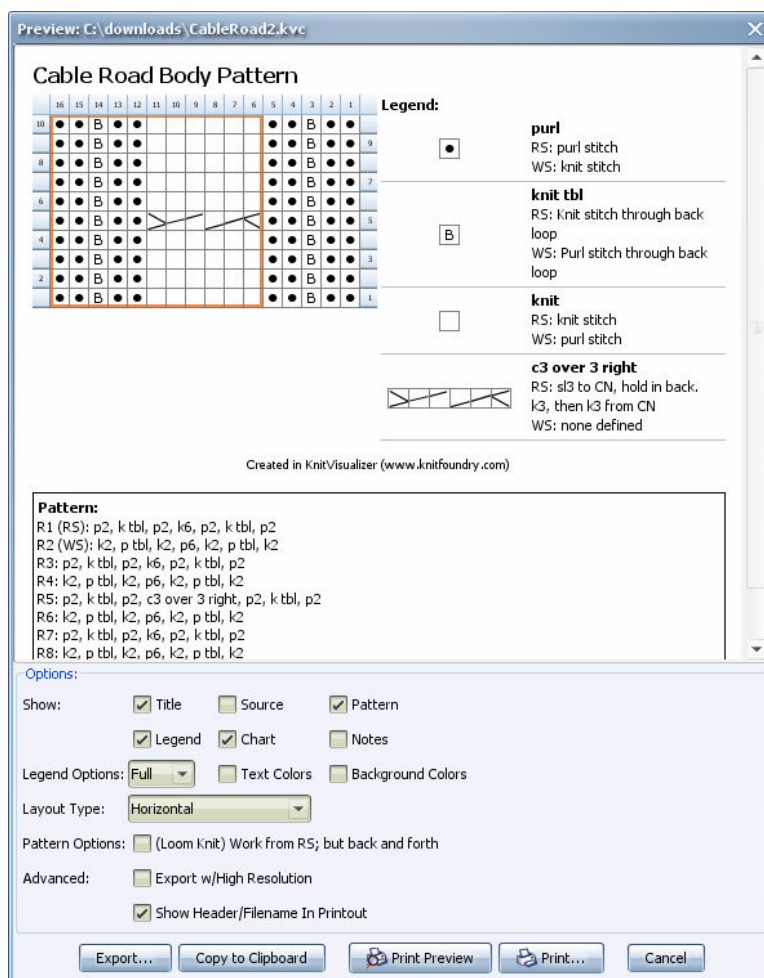 Preview: C:\downloads\CableRoad2.kvc
Cable Road Body Pattern
16 15 14 13 12 11 10 9 8 7 6 5 4 3 2 1
10 B B
B B 9
8 B B
B B 7
6 B B
B B 5
4 B B
B B 3
2 B B
B B 1
Legend:
purl
RS: purl stitch
WS: knit stitch
B
knit tbl
RS: Knit stitch through back
loop
WS: Purl stitch through back
loop
knit
RS: knit stitch
WS: purl stitch
c3 over 3 right
RS: sl3 to CN, hold in back.
k3, then k3 from CN
WS: none defined
Created in KnitVisualizer (www.knitfoundry.com)
Pattern:
R1 (RS): p2, k tbl, p2, k6, p2, k tbl, p2
R2 (WS): k2, p tbl, k2, p6, k2, p tbl, k2
R3: p2, k tbl, p2, k6, p2, k tbl, p2
R4: k2, p tbl, k2, p6, k2, p tbl, k2
R5: p2, k tbl, p2, c3 over 3 right, p2, k tbl, p2
R6: k2, p tbl, k2, p6, k2, p tbl, k2
R7: p2, k tbl, p2, k6, p2, k tbl, p2
R8: k2, p tbl, k2, p6, k2, p tbl, k2
Options:
Show: Title Source Pattern
Legend Chart Notes
Legend Options: Full Text Colors Background Colors
Layout Type: Horizontal
Pattern Options: (Loom Knit) Work from RS; but back and forth
Advanced: Export w/High Resolution
Show Header/Filename In Printout
Export... Copy to Clipboard Print Preview Print... Cancel